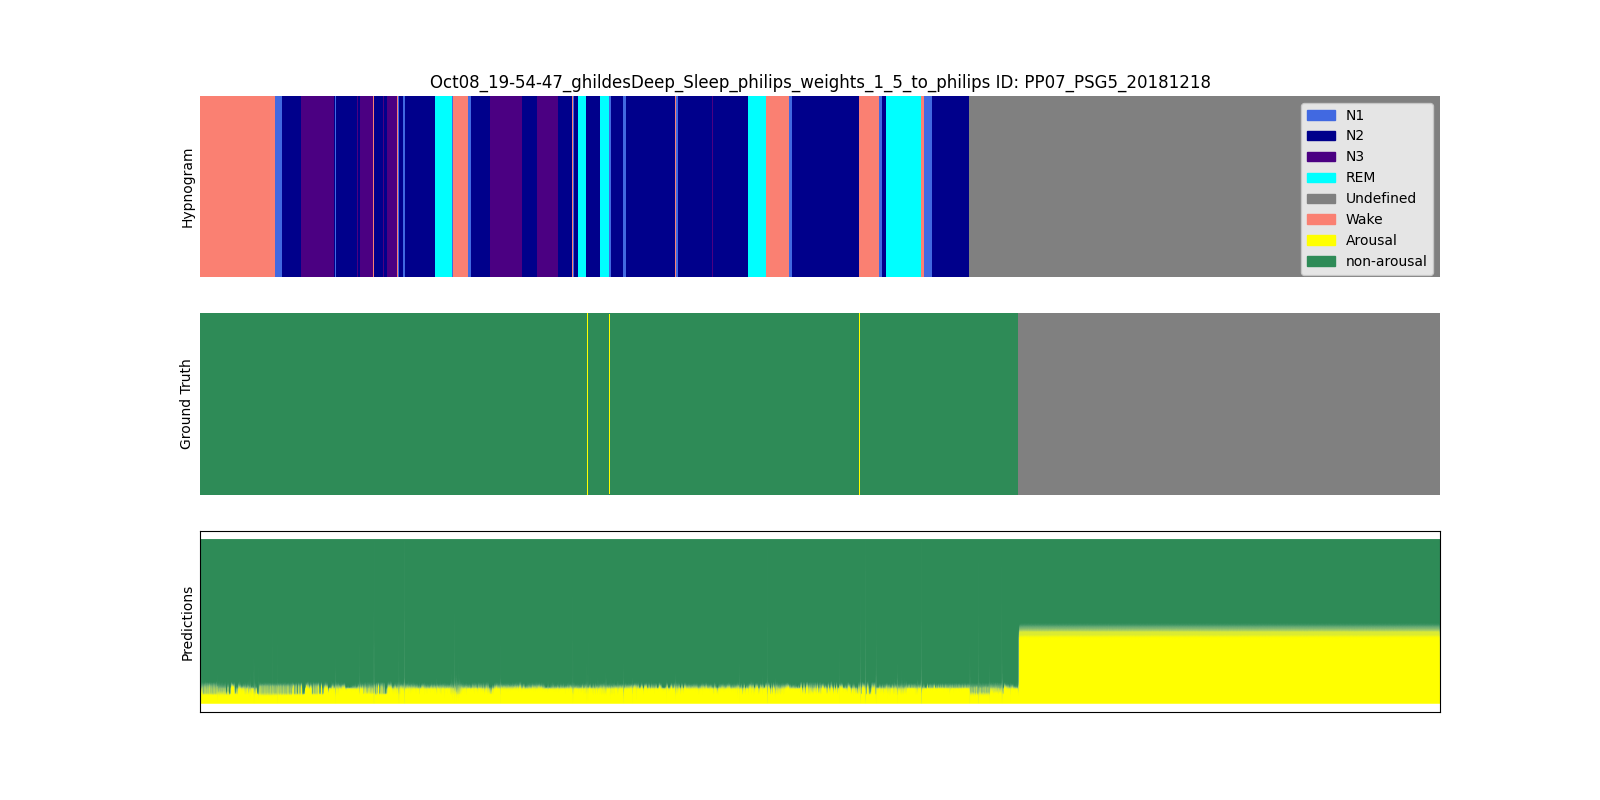 Oct08_19-54-47_ghildesDeep_Sleep_philips_weights_1_5_to_philips ID: PP07_PSG5_20181218
Hypnogram
N1
N2
N3
REM
Undefined
Wake
Arousal
non-arousal
Ground Truth
Predictions